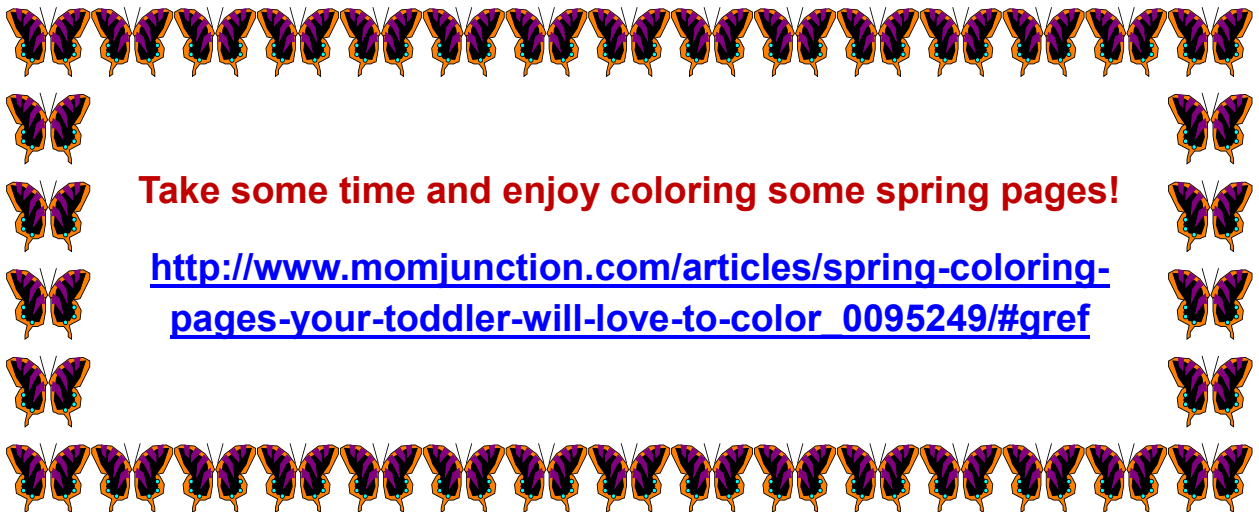 Take some time and enjoy coloring some spring pages!
http://www.momjunction.com/articles/spring-coloring-
pages-your-toddler-will-love-to-color_0095249/#gref